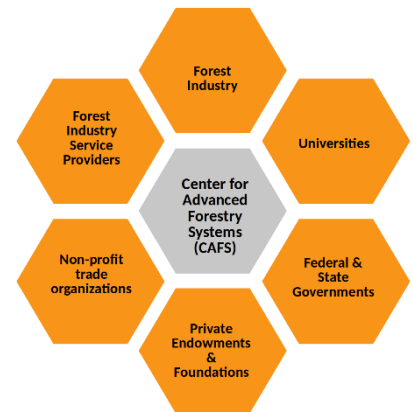 Forest
Industry
Forest
Industry
Service
Providers
Universities
Center for
Advanced
Forestry
Systems
(CAFS)
Non-profit
trade
organizations
Federal &
State
Governments
Private
Endowments
&
Foundations